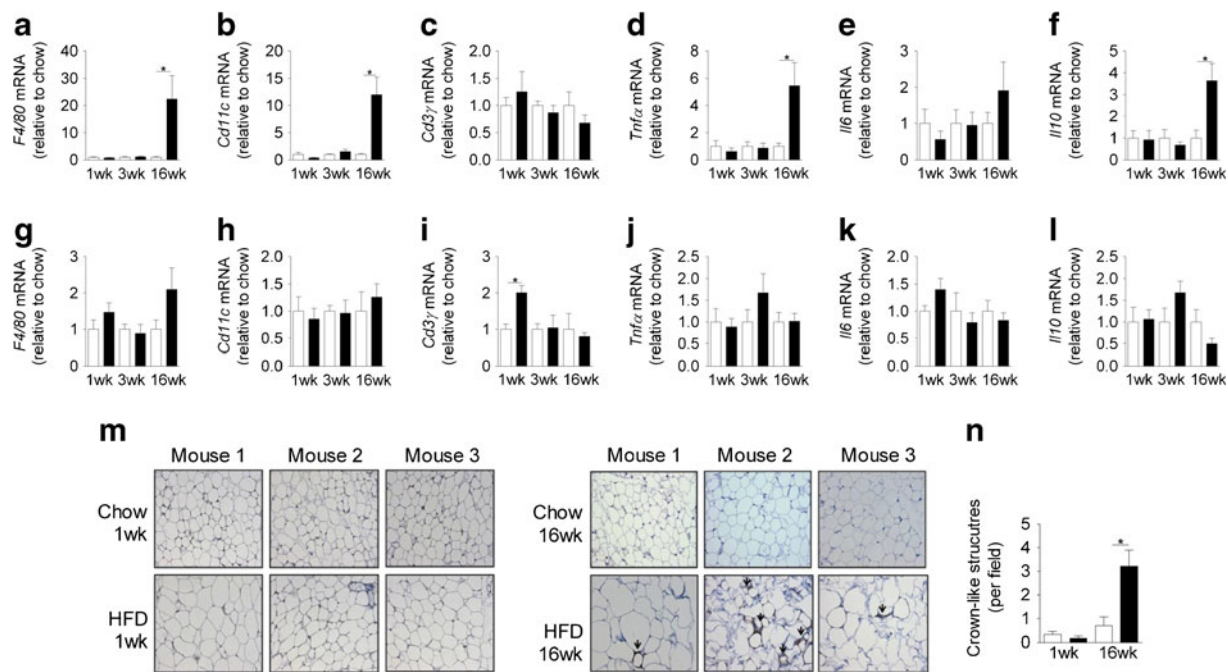 a
F4/80 mRNA
(relative to chow)
40
30
20
10
0
*
1wk 3wk 16wk
b
Cd11c mRNA
(relative to chow)
20
15
10
5
0
*
1wk 3wk 16wk
c
Cd3γ mRNA
(relative to chow)
2.0
1.5
1.0
0.5
0.0
1wk 3wk 16wk
d
Tnfα mRNA
(relative to chow)
8
6
4
2
0
*
1wk 3wk 16wk
e
Il6 mRNA
(relative to chow)
3
2
1
0
1wk 3wk 16wk
f
Il10 mRNA
(relative to chow)
5
4
3
2
1
0
*
1wk 3wk 16wk
g
F4/80 mRNA
(relative to chow)
3
2
1
0
1wk 3wk 16wk
h
Cd11c mRNA
(relative to chow)
2.0
1.5
1.0
0.5
0.0
1wk 3wk 16wk
i
Cd3γ mRNA
(relative to chow)
3
2
1
0
*
1wk 3wk 16wk
j
Tnfα mRNA
(relative to chow)
2.5
2.0
1.5
1.0
0.5
0.0
1wk 3wk 16wk
k
Il6 mRNA
(relative to chow)
2.0
1.5
1.0
0.5
0.0
1wk 3wk 16wk
l
Il10 mRNA
(relative to chow)
2.5
2.0
1.5
1.0
0.5
0.0
1wk 3wk 16wk
m
Mouse 1 Mouse 2 Mouse 3
Chow
1wk
HFD
1wk
Mouse 1 Mouse 2 Mouse 3
Chow
16wk
HFD
16wk
n
Crown-like strucutres
(per field)
5
4
3
2
1
0
*
1wk 16wk